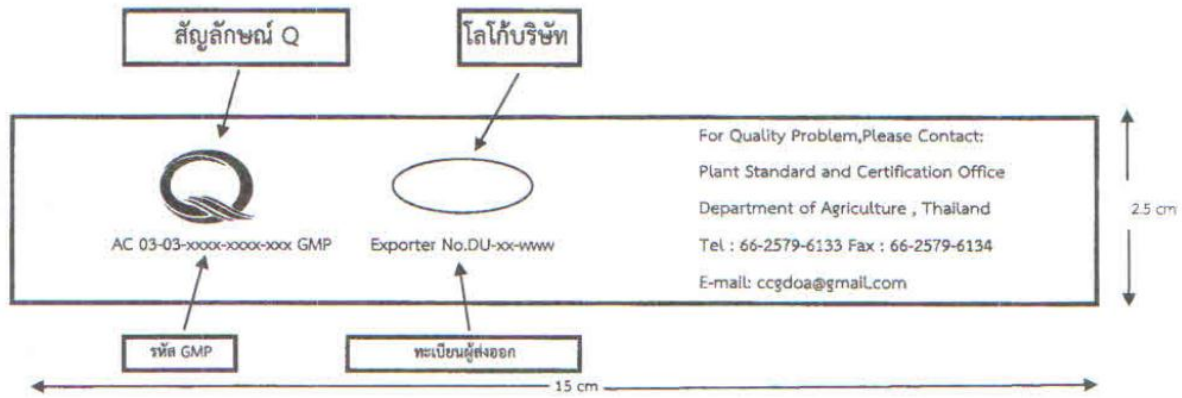 สัญลักษณ์ Q
โลโก้บริษัท
For Quality Problem,Please Contact:
Plant Standard and Certification Office
Department of Agriculture , Thailand
Tel : 66-2579-6133 Fax : 66-2579-6134
E-mail: ccgdoa@gmail.com
AC 03-03-xxxx-xxxx-xxx GMP
Exporter No.DU-xx-www
2.5 cm
รหัส GMP
ทะเบียนผู้ส่งออก
15 cm